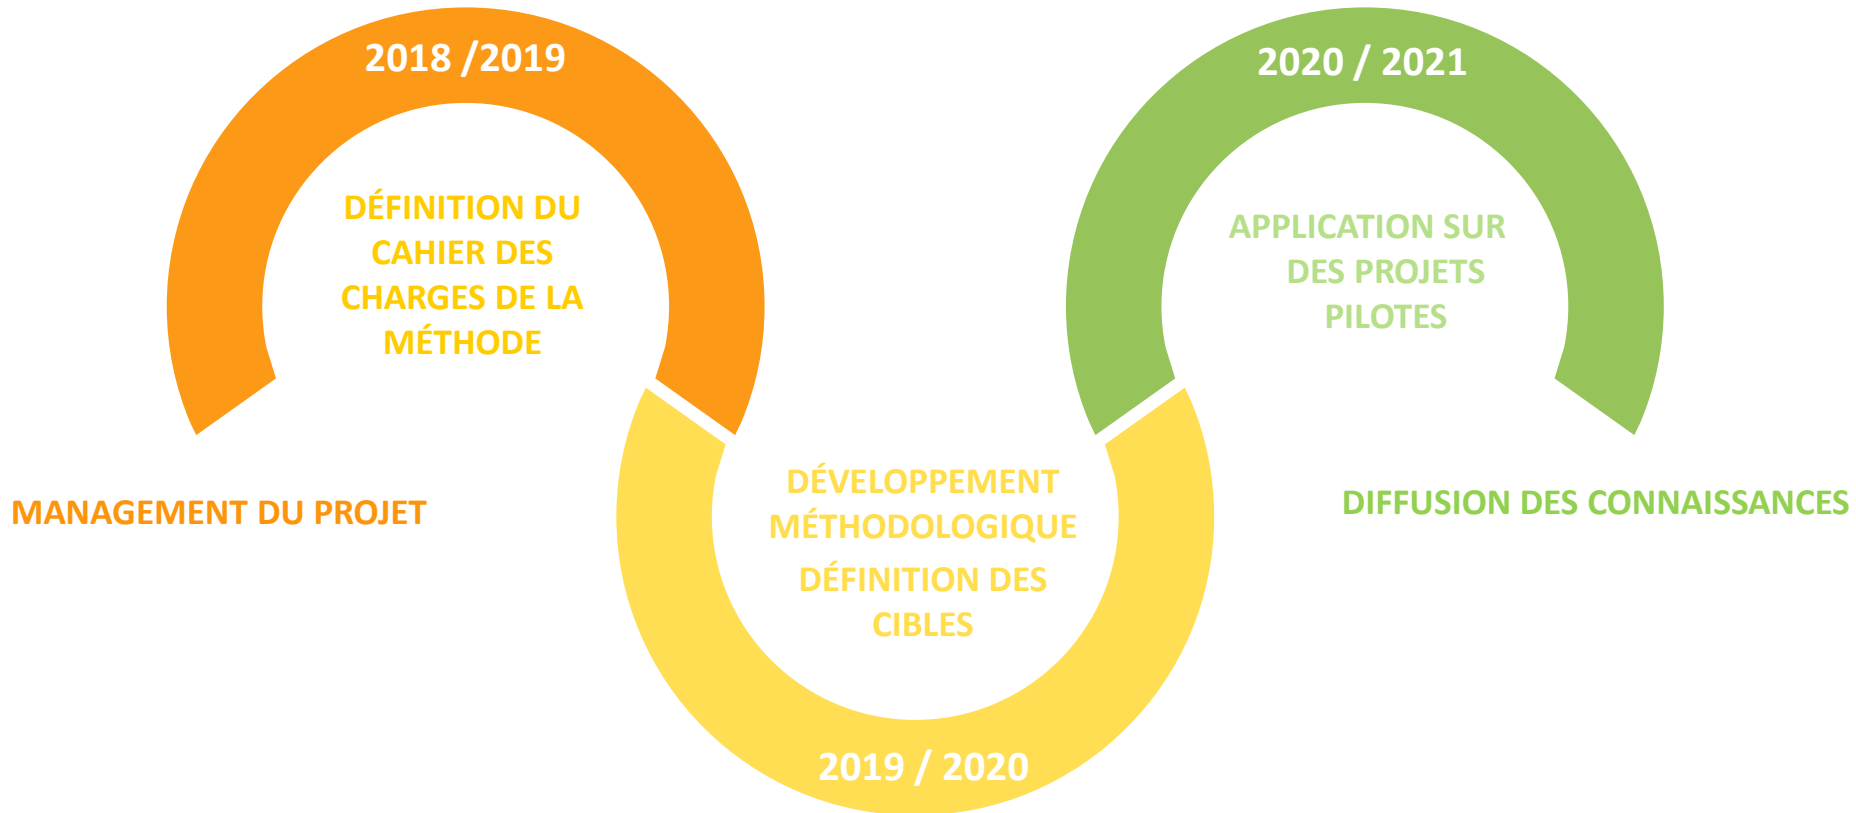 2018 /2019
DÉFINITION DU
CAHIER DES
CHARGES DE LA
MÉTHODE
MANAGEMENT DU PROJET
DÉVELOPPEMENT
MÉTHODOLOGIQUE
DÉFINITION DES
CIBLES
2019 / 2020
2020 / 2021
APPLICATION SUR
DES PROJETS
PILOTES
DIFFUSION DES CONNAISSANCES